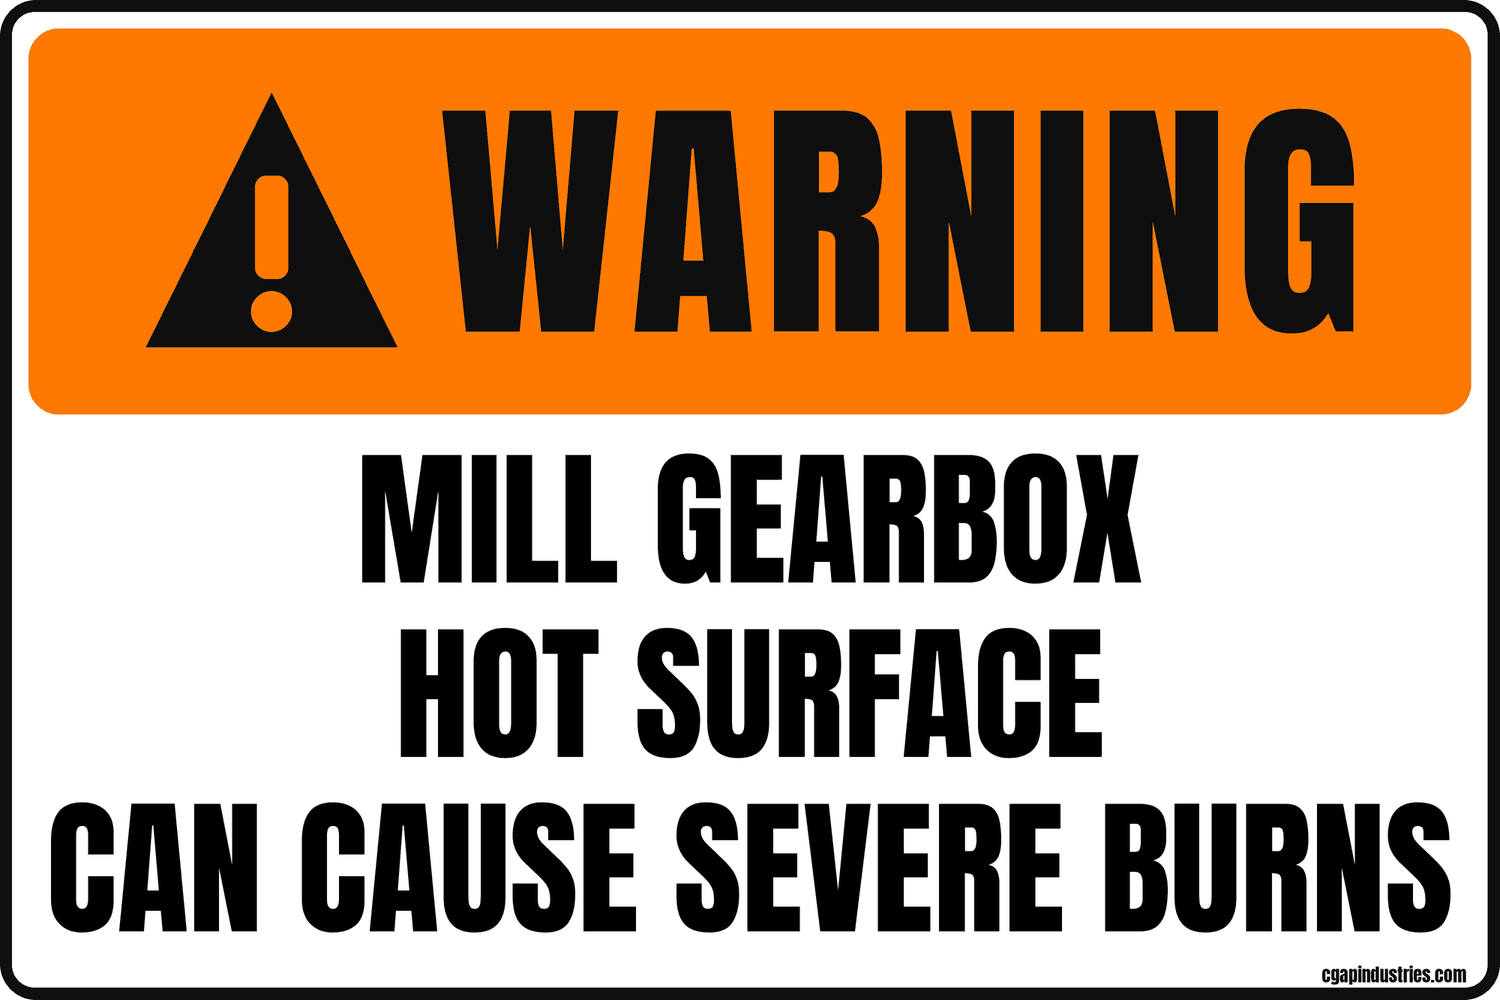 WARNING
MILL GEARBOX
HOT SURFACE
CAN CAUSE SEVERE BURNS
cgapindustries.com